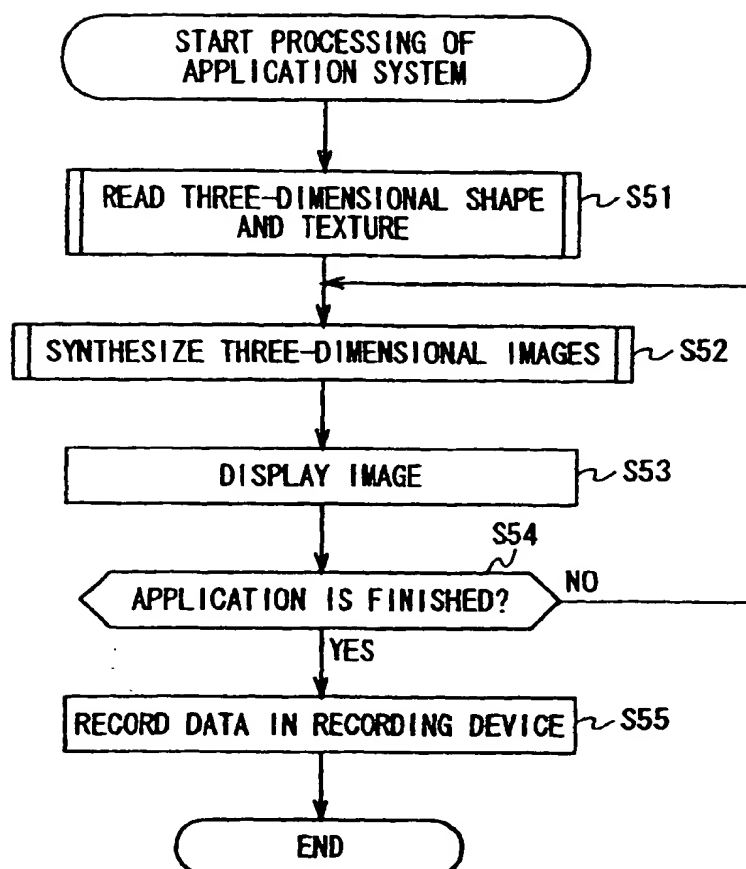 START PROCESSING OF
APPLICATION SYSTEM
READ THREE-DIMENSIONAL SHAPE
AND TEXTURE
S51
SYNTHESIZE THREE-DIMENSIONAL IMAGES
S52
DISPLAY IMAGE
S53
S54
APPLICATION IS FINISHED?
NO
YES
RECORD DATA IN RECORDING DEVICE
S55
END